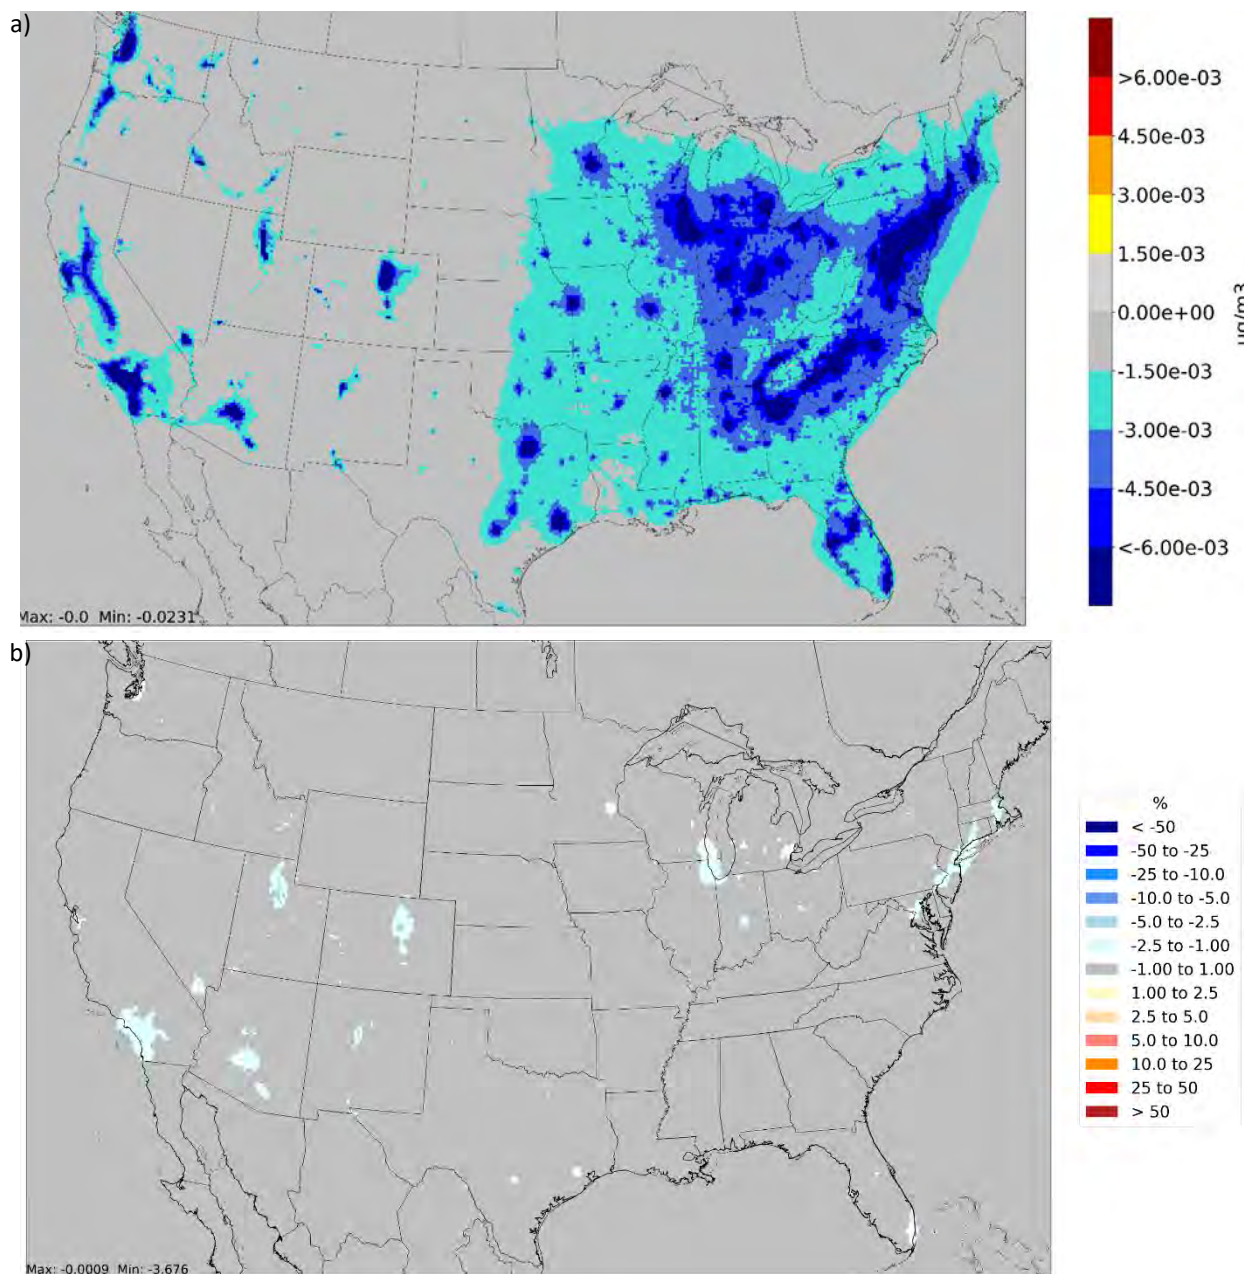 a)
>6.00e-03
4.50e-03
3.00e-03
1.50e-03
0.00e+00
-1.50e-03
-3.00e-03
-4.50e-03
<-6.00e-03
ug/m3
Max: -0.0 Min: -0.0231
b)
%
< -50
-50 to -25
-25 to -10.0
-10.0 to -5.0
-5.0 to -2.5
-2.5 to -1.00
-1.00 to 1.00
1.00 to 2.5
2.5 to 5.0
5.0 to 10.0
10.0 to 25
25 to 50
> 50
Max: -0.0009 Min: -3.676